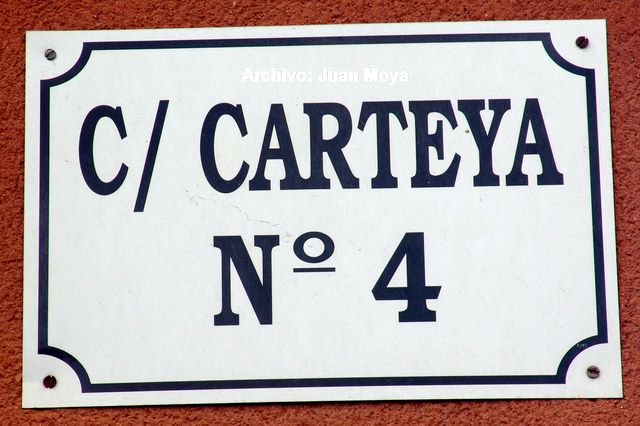 Archivo: Juan Moya
C/ CARTEYA
Nº 4